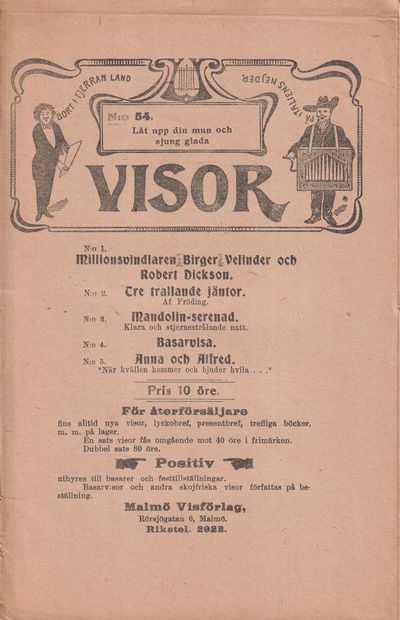 BORT I FJERRAN LAND
PÅ ITALIENS NEJDER
N:o 54.
Låt upp din mun och
sjung glada
VISOR
N:o 1.
Millionsvindlaren Birger Velinder och
Robert Dickson.
N:o 2. Tre trallande jäntor.
Af Fröding.
N:o 3. Mandolin-serenad.
Klara och stjernestrålande natt.
N:o 4. Basarvisa.
N:o 5. Anna och Alfred.
"När kvällen kommer och bjuder hvila . . ."
Pris 10 öre.
För återförsäljare
fins alltid nya visor, lyckobref, presentbref, trefliga böcker,
m. m. på lager.
En sats visor fås omgående mot 40 öre i frimärken.
Dubbel sats 80 öre.
Positiv
uthyres till basarer och festtillställningar.
Basarvisor och andra skojfriska visor författas på be-
ställning.
Malmö Visförlag,
Rörsjögatan 6, Malmö.
Rikstel. 2922.